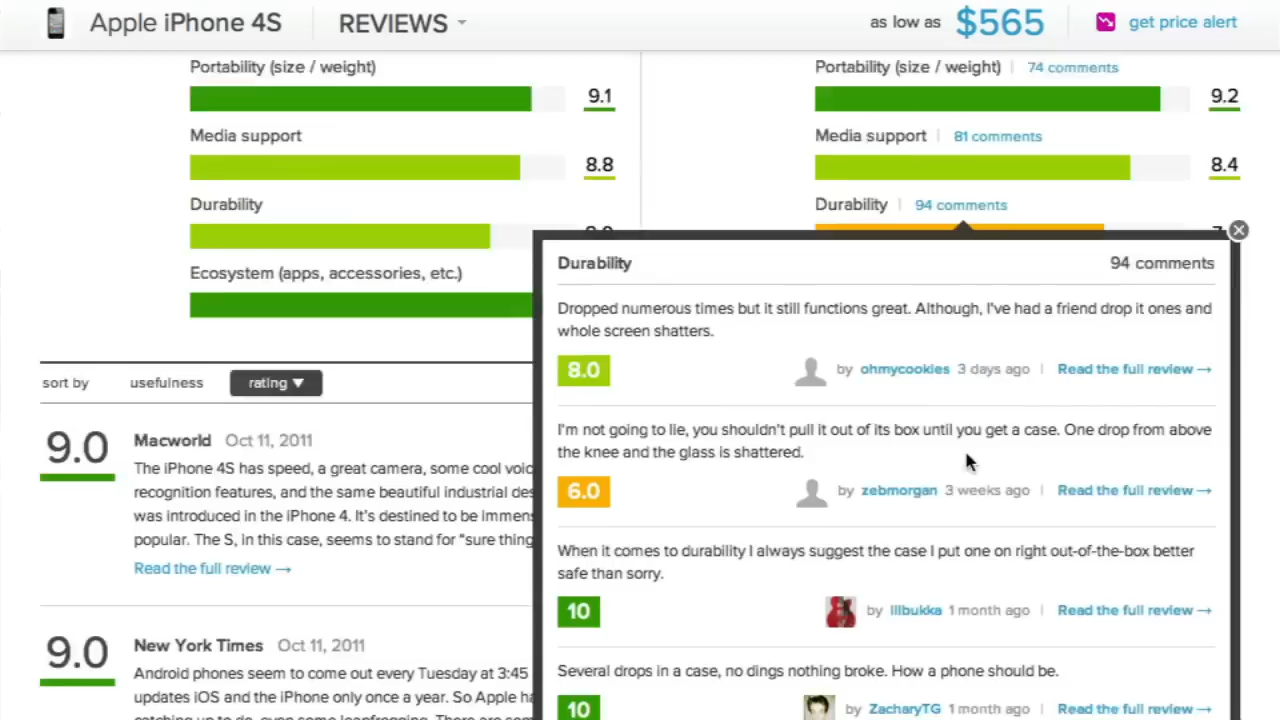 Apple iPhone 4S
REVIEWS
as low as $565
get price alert
Portability (size / weight)
9.1
Media support
8.8
Durability
Ecosystem (apps, accessories, etc.)
Portability (size / weight) | 74 comments
9.2
Media support | 81 comments
8.4
Durability | 94 comments
Durability
94 comments
Dropped numerous times but it still functions great. Although, I've had a friend drop it ones and
whole screen shatters.
8.0
by ohmycookies 3 days ago | Read the full review →
I'm not going to lie, you shouldn't pull it out of its box until you get a case. One drop from above
the knee and the glass is shattered.
6.0
by zebmorgan 3 weeks ago | Read the full review →
When it comes to durability I always suggest the case I put one on right out-of-the-box better
safe than sorry.
10
by lllbukka 1 month ago | Read the full review →
Several drops in a case, no dings nothing broke. How a phone should be.
10
by ZacharyTG 1 month ago | Read the full review →
sort by usefulness rating ▼
9.0
Macworld Oct 11, 2011
The iPhone 4S has speed, a great camera, some cool
recognition features, and the same beautiful industrial
was introduced in the iPhone 4. It's destined to be
popular. The S, in this case, seems to stand for "sure thing
Read the full review →
9.0
New York Times Oct 11, 2011
Android phones seem to come out every Tuesday at 3:45
updates iOS and the iPhone only once a year. So Apple